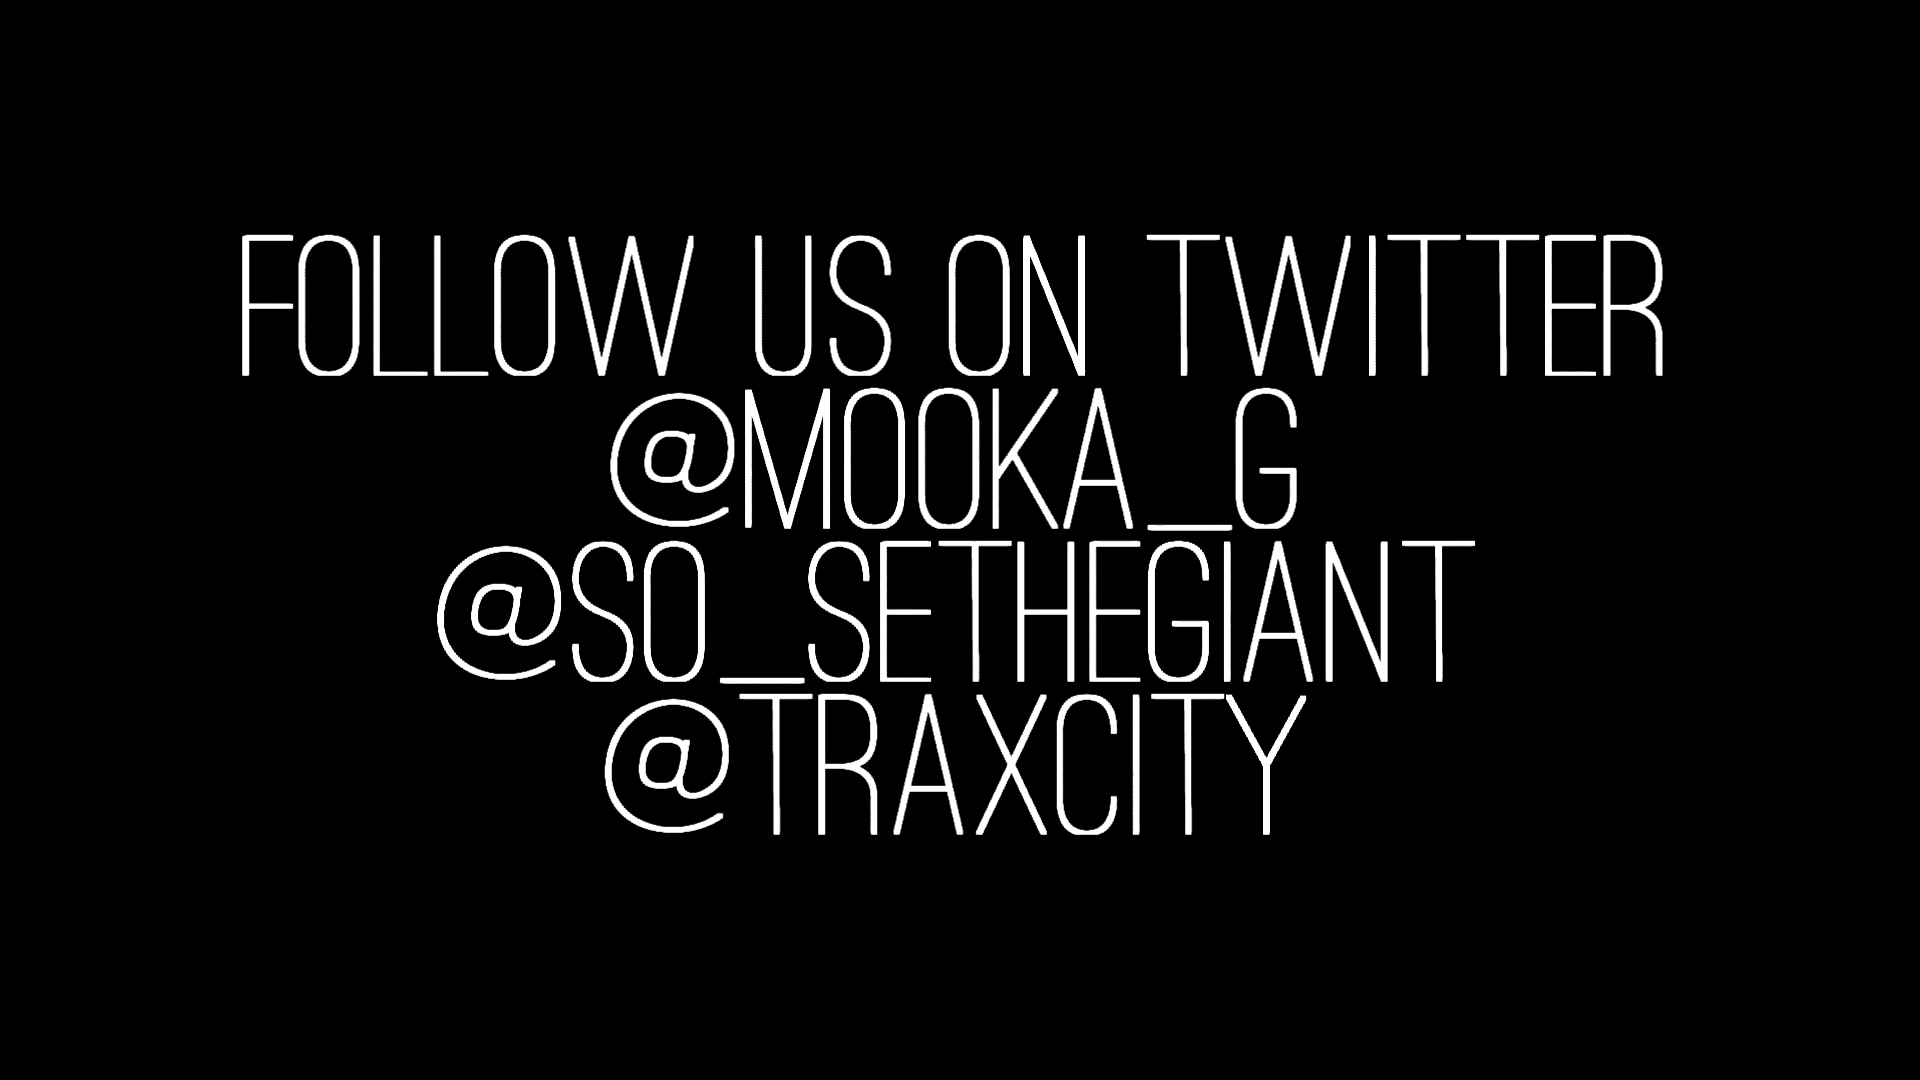 FOLLOW US ON TWITTER
@MOOKA_G
@SO_SETHEGIANT
@TRAXCITY